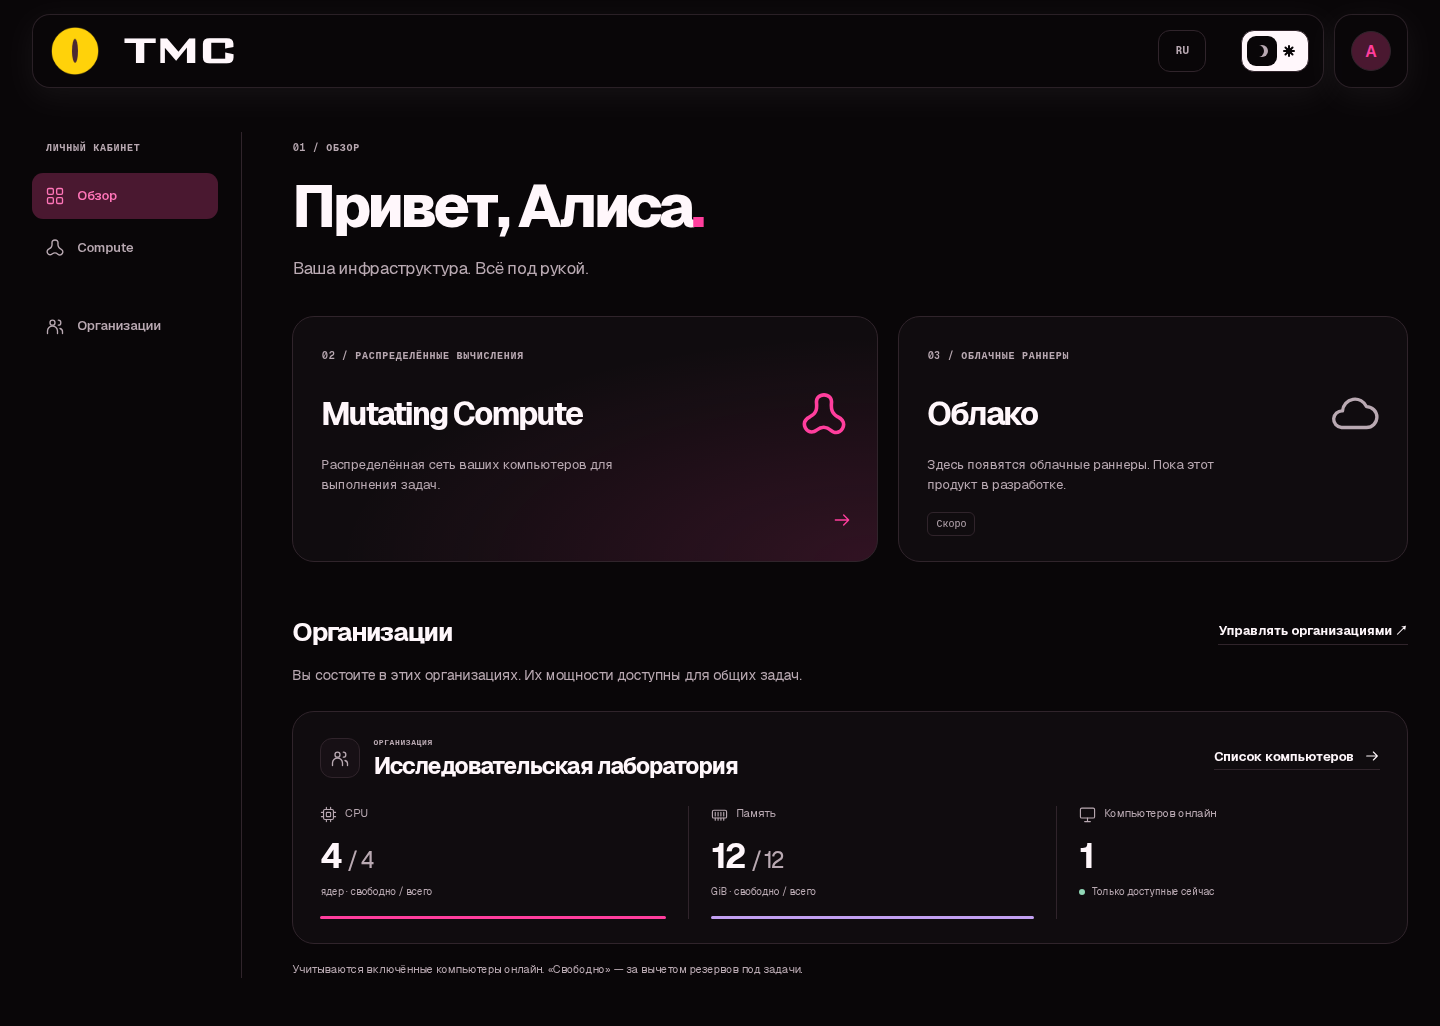 TMC
RU
A
ЛИЧНЫЙ КАБИНЕТ
Обзор
Compute
Организации
01 / ОБЗОР
Привет, Алиса.
Ваша инфраструктура. Всё под рукой.
02 / РАСПРЕДЕЛЁННЫЕ ВЫЧИСЛЕНИЯ
Mutating Compute
Распределённая сеть ваших компьютеров для
выполнения задач.
→
03 / ОБЛАЧНЫЕ РАННЕРЫ
Облако
Здесь появятся облачные раннеры. Пока этот
продукт в разработке.
Скоро
Организации
Управлять организациями ↗
Вы состоите в этих организациях. Их мощности доступны для общих задач.
ОРГАНИЗАЦИЯ
Исследовательская лаборатория
Список компьютеров →
CPU
4 / 4
ядер · свободно / всего
Память
12 / 12
GiB · свободно / всего
Компьютеров онлайн
1
Только доступные сейчас
Учитываются включённые компьютеры онлайн. «Свободно» — за вычетом резервов под задачи.